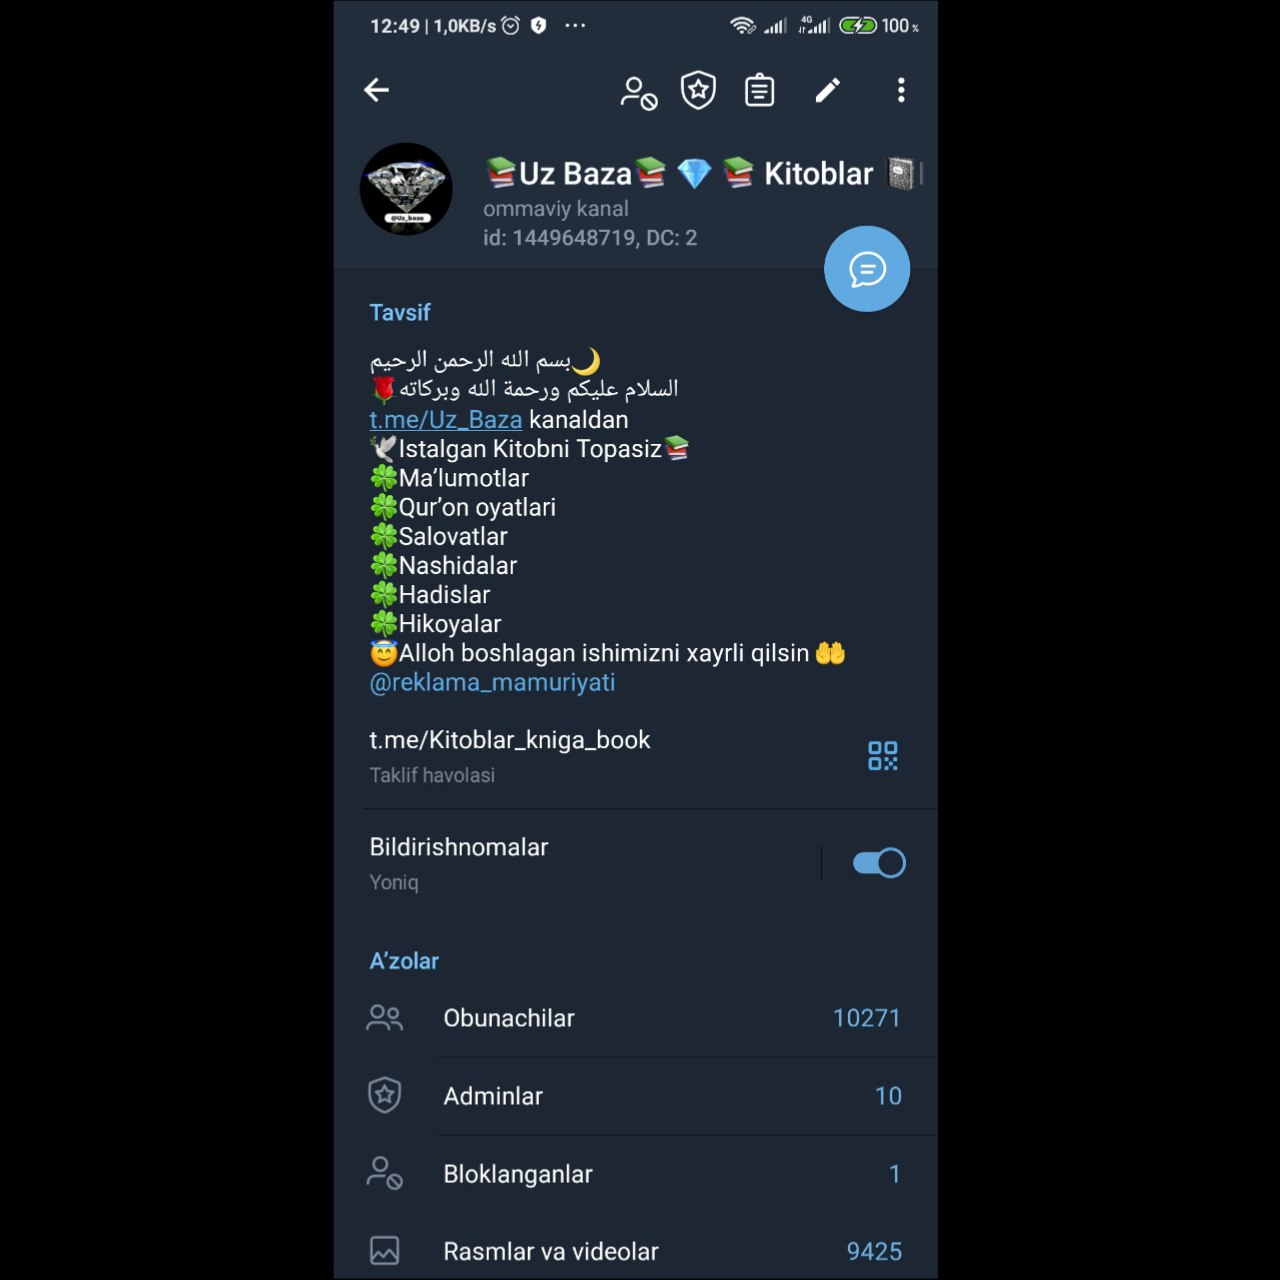 12:49 | 1,0KB/s
4G
100 %
📚Uz Baza📚 💎 📚 Kitoblar
@Uz_baza
ommaviy kanal
id: 1449648719, DC: 2
Tavsif
🌙بسم الله الرحمن الرحيم
السلام عليكم ورحمة الله وبركاته🌹
t.me/Uz_Baza kanaldan
🕊Istalgan Kitobni Topasiz📚
🍀Ma’lumotlar
🍀Qur’on oyatlari
🍀Salovatlar
🍀Nashidalar
🍀Hadislar
🍀Hikoyalar
😇Alloh boshlagan ishimizni xayrli qilsin 🤲
@reklama_mamuriyati
t.me/Kitoblar_kniga_book
Taklif havolasi
Bildirishnomalar
Yoniq
A’zolar
Obunachilar 10271
Adminlar 10
Bloklanganlar 1
Rasmlar va videolar 9425